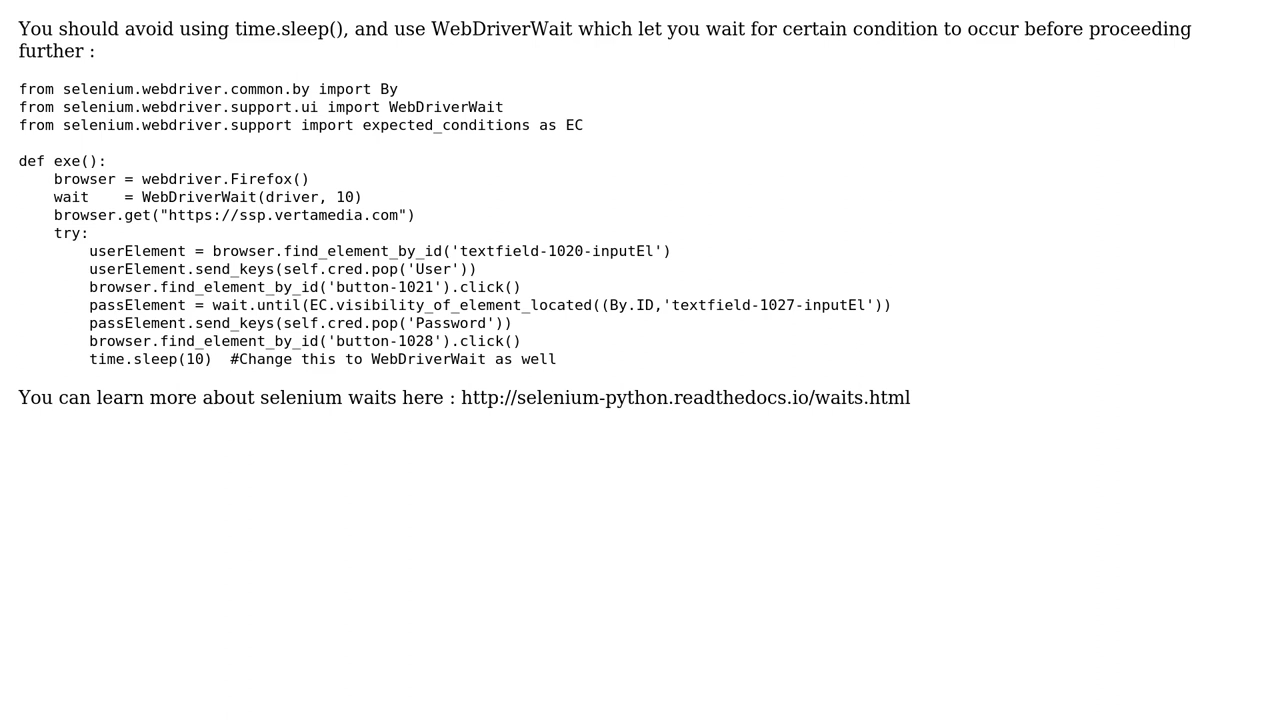 You should avoid using time.sleep(), and use WebDriverWait which let you wait for certain condition to occur before proceeding
further :
from selenium.webdriver.common.by import By
from selenium.webdriver.support.ui import WebDriverWait
from selenium.webdriver.support import expected_conditions as EC
def exe():
    browser = webdriver.Firefox()
    wait    = WebDriverWait(driver, 10)
    browser.get("https://ssp.vertamedia.com")
    try:
        userElement = browser.find_element_by_id('textfield-1020-inputEl')
        userElement.send_keys(self.cred.pop('User'))
        browser.find_element_by_id('button-1021').click()
        passElement = wait.until(EC.visibility_of_element_located((By.ID,'textfield-1027-inputEl'))
        passElement.send_keys(self.cred.pop('Password'))
        browser.find_element_by_id('button-1028').click()
        time.sleep(10)  #Change this to WebDriverWait as well
You can learn more about selenium waits here : http://selenium-python.readthedocs.io/waits.html